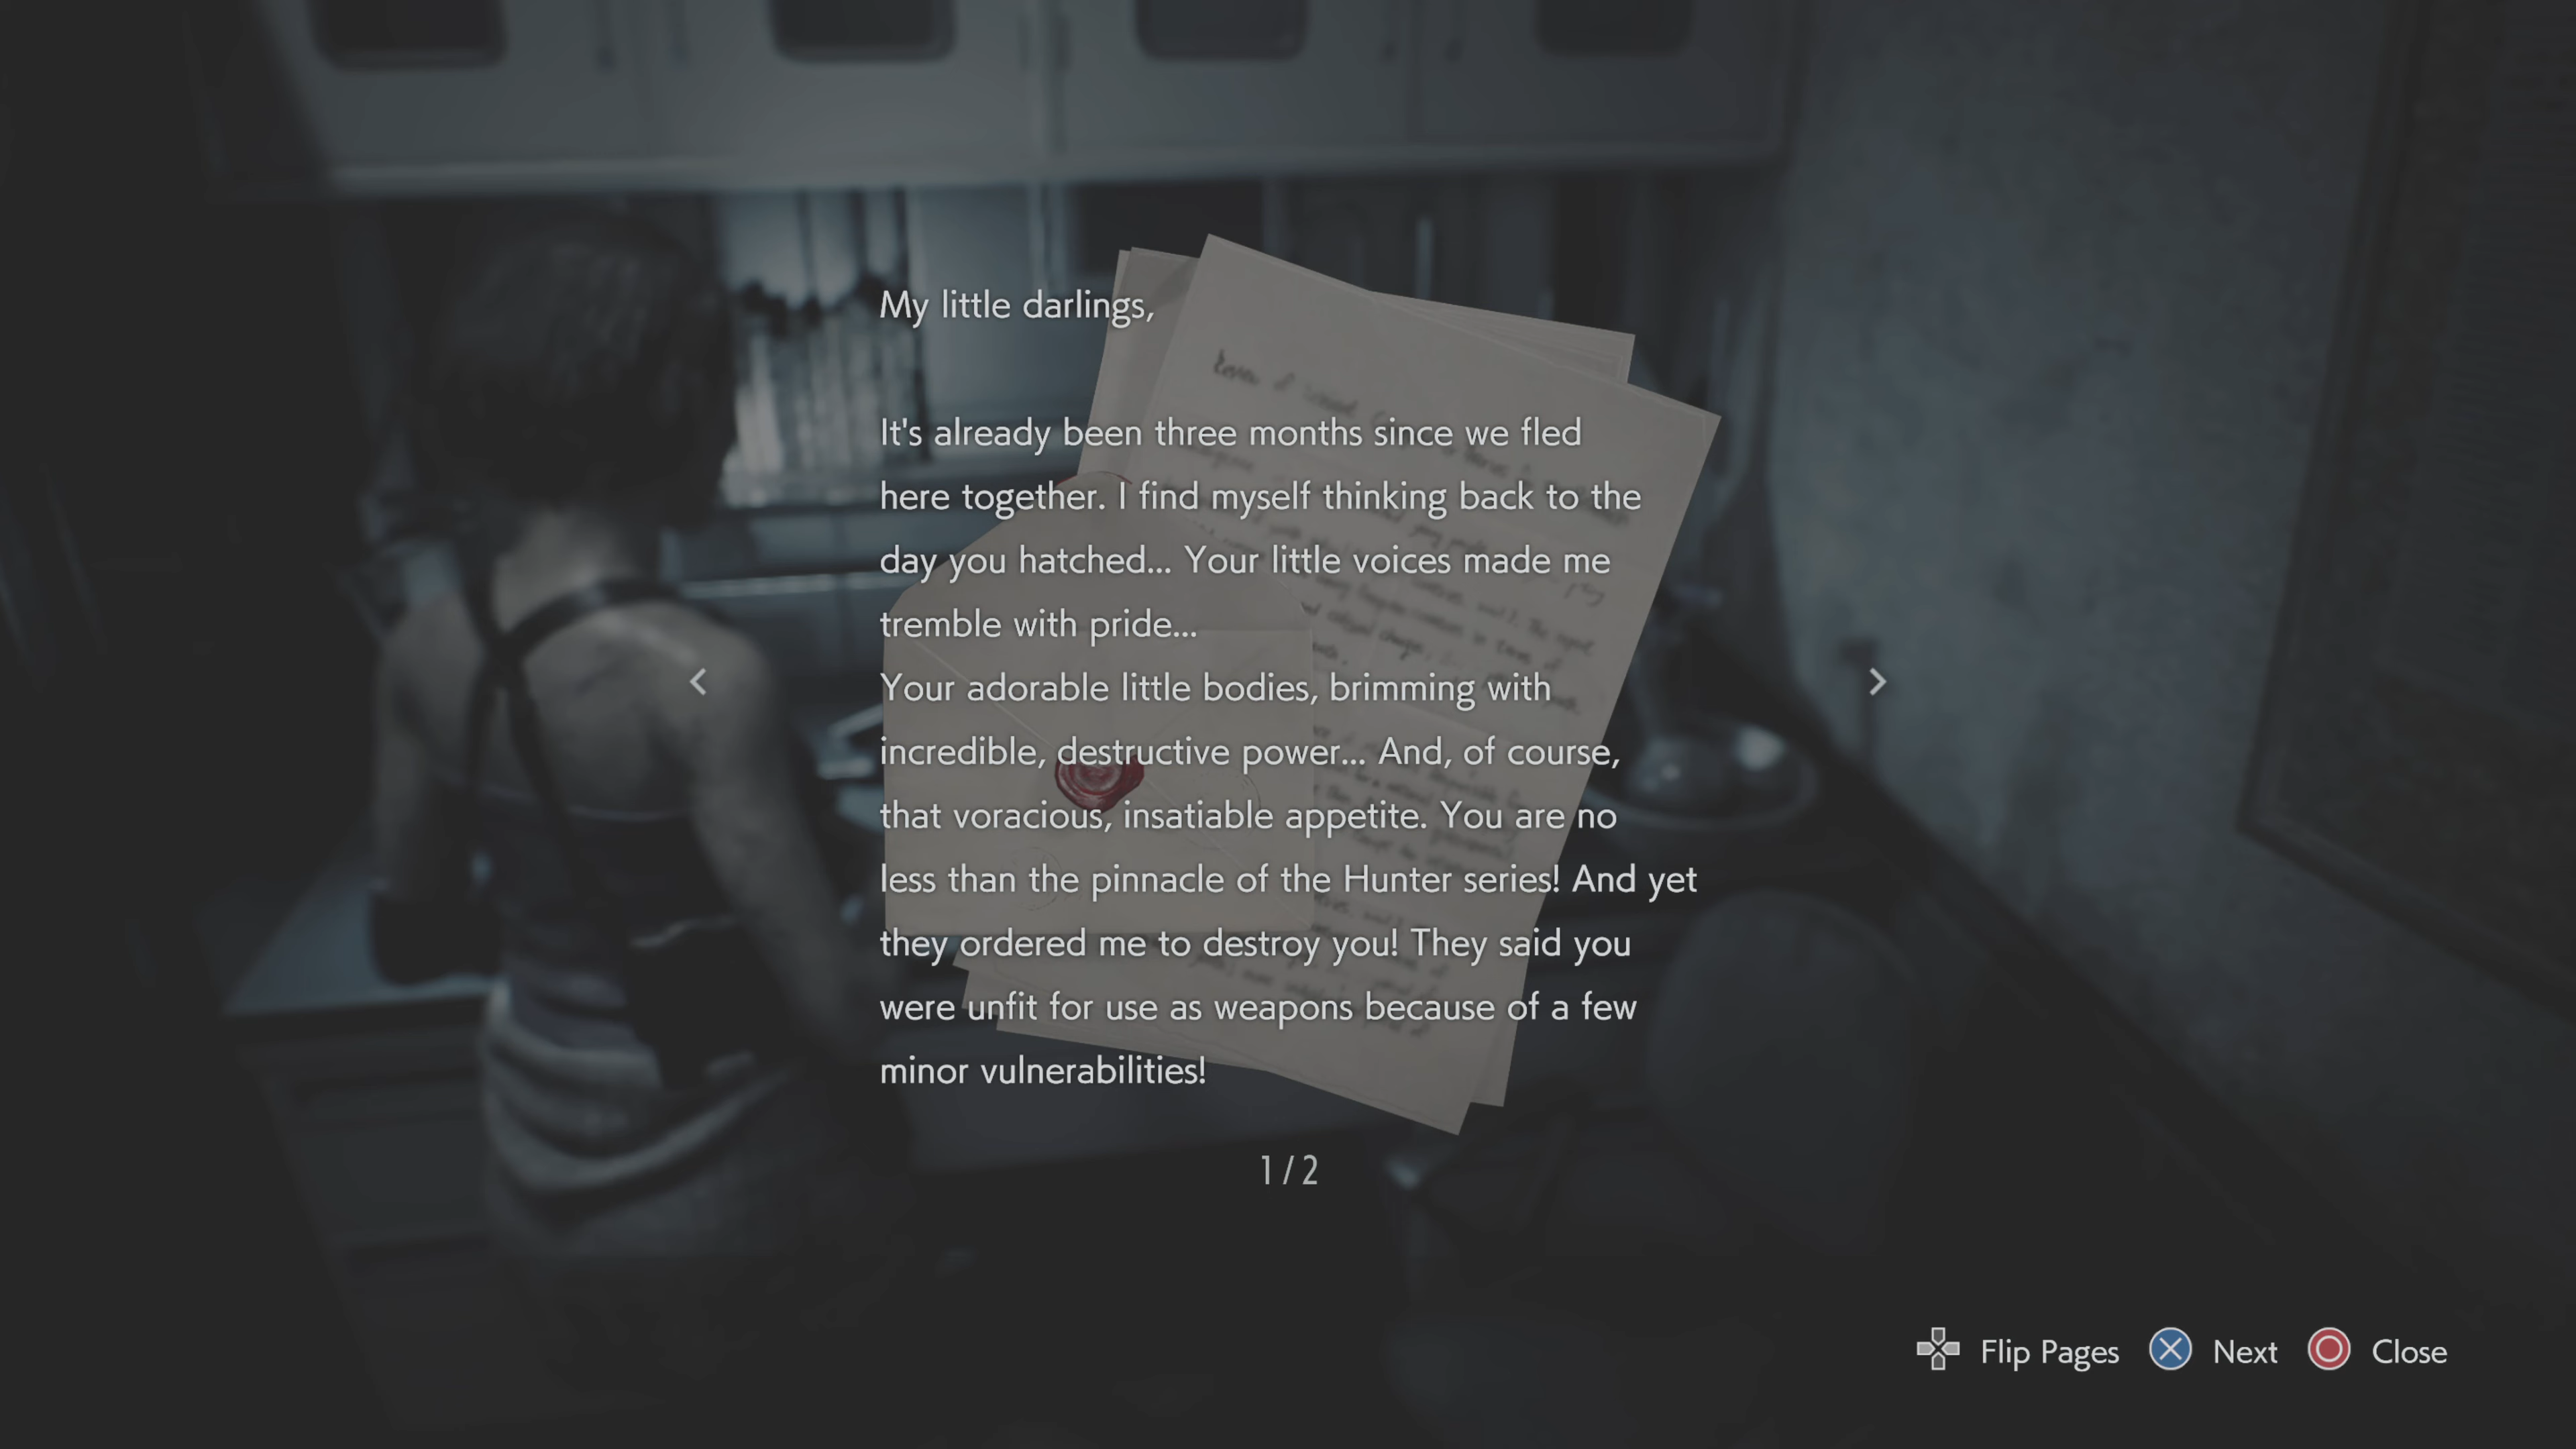 My little darlings,
It's already been three months since we fled
here together. I find myself thinking back to the
day you hatched... Your little voices made me
tremble with pride...
Your adorable little bodies, brimming with
incredible, destructive power... And, of course,
that voracious, insatiable appetite. You are no
less than the pinnacle of the Hunter series! And yet
they ordered me to destroy you! They said you
were unfit for use as weapons because of a few
minor vulnerabilities!
1 / 2
Flip Pages Next Close